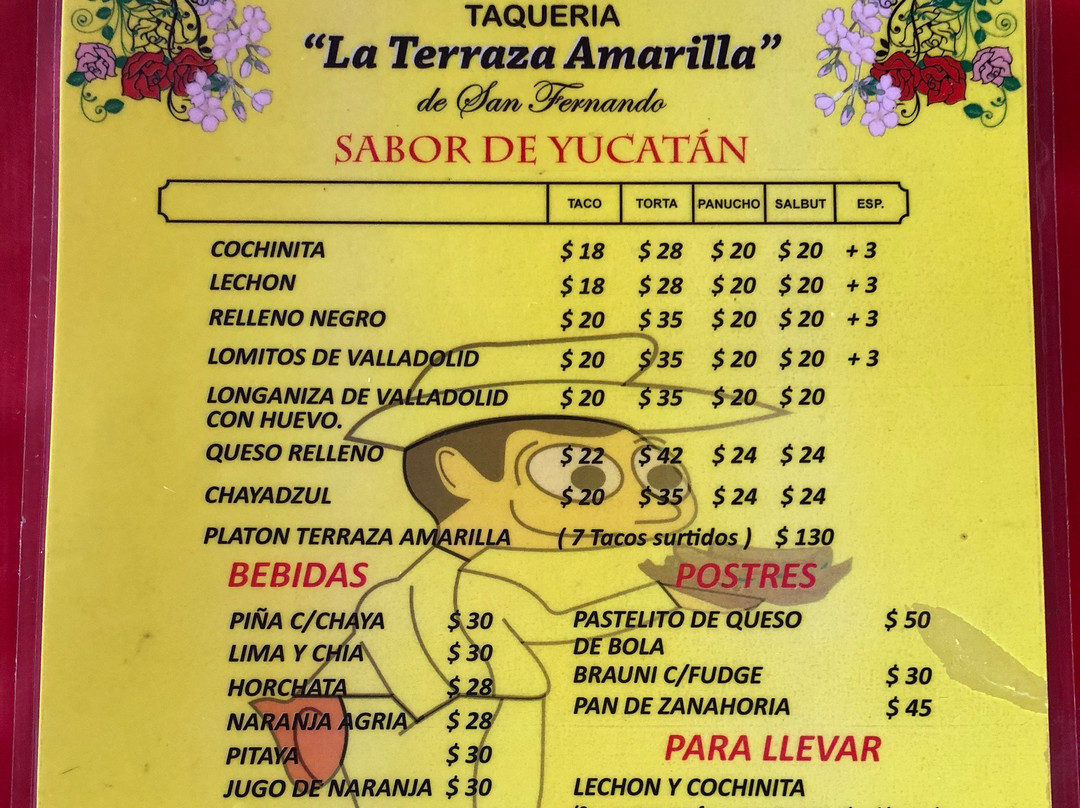 TAQUERIA
“La Terraza Amarilla”
de San Fernando
SABOR DE YUCATÁN
TACO TORTA PANUCHO SALBUT ESP.
COCHINITA $ 18 $ 28 $ 20 $ 20 + 3
LECHON $ 18 $ 28 $ 20 $ 20 + 3
RELLENO NEGRO $ 20 $ 35 $ 20 $ 20 + 3
LOMITOS DE VALLADOLID $ 20 $ 35 $ 20 $ 20 + 3
LONGANIZA DE VALLADOLID $ 20 $ 35 $ 20 $ 20
CON HUEVO.
QUESO RELLENO $ 22 $ 42 $ 24 $ 24
CHAYADZUL $ 20 $ 35 $ 24 $ 24
PLATON TERRAZA AMARILLA ( 7 Tacos surtidos ) $ 130
BEBIDAS
PIÑA C/CHAYA $ 30
LIMA Y CHIA $ 30
HORCHATA $ 28
NARANJA AGRIA $ 28
PITAYA $ 30
JUGO DE NARANJA $ 30
POSTRES
PASTELITO DE QUESO $ 50
DE BOLA
BRAUNI C/FUDGE $ 30
PAN DE ZANAHORIA $ 45
PARA LLEVAR
LECHON Y COCHINITA